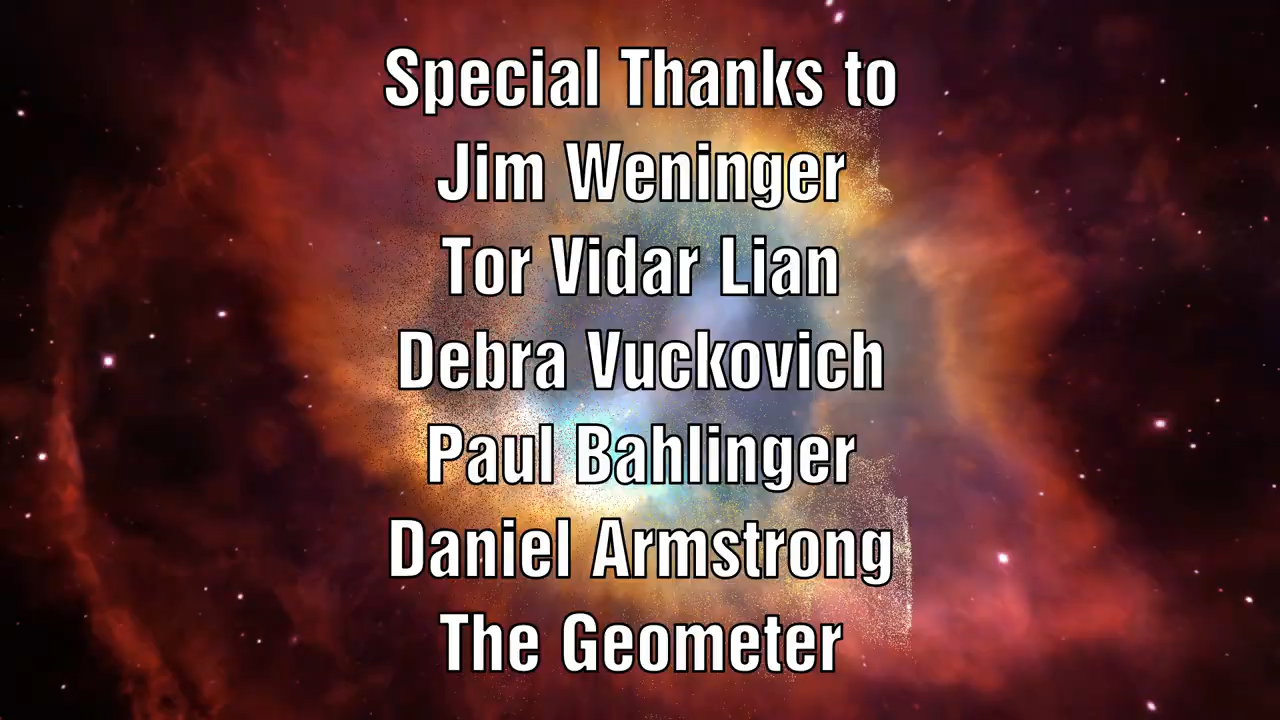 Special Thanks to
Jim Weninger
Tor Vidar Lian
Debra Vuckovich
Paul Bahlinger
Daniel Armstrong
The Geometer